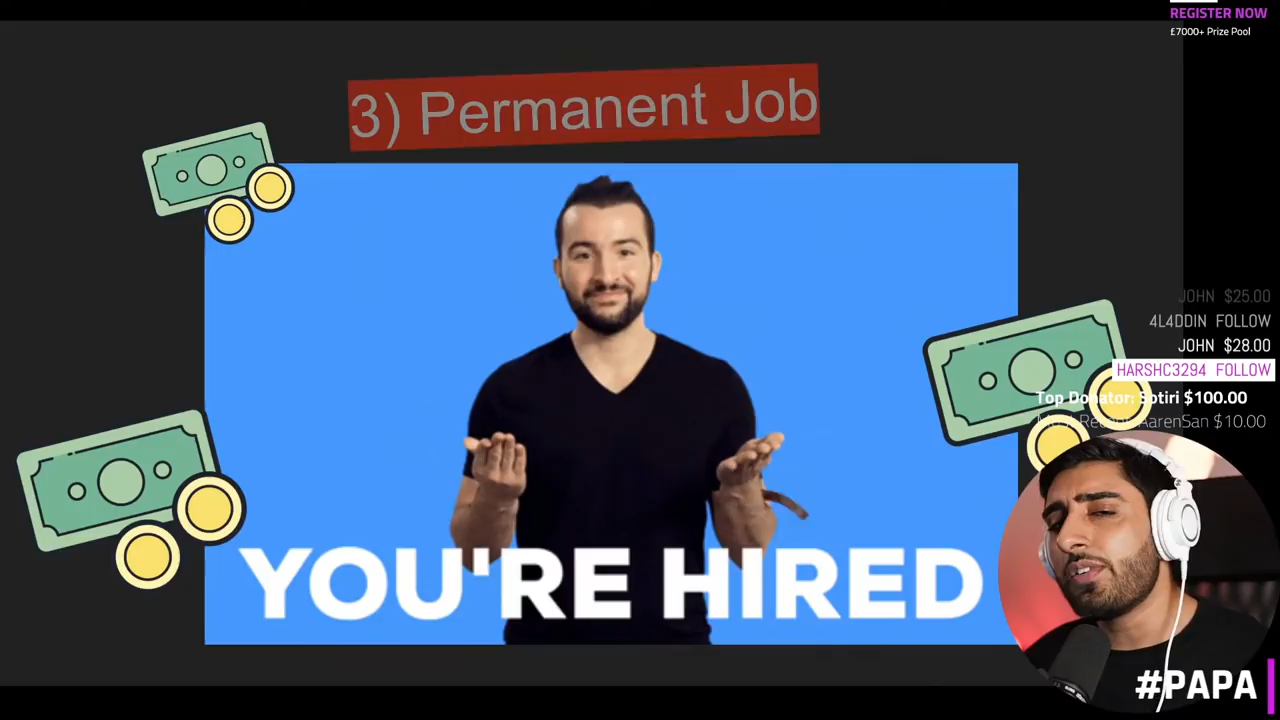 REGISTER NOW
£7000+ Prize Pool
3) Permanent Job
JOHN $25.00
4L4DDIN FOLLOW
JOHN $28.00
HARSHC3294 FOLLOW
Top Donator: Sotiri $100.00
AarenSan $10.00
YOU'RE HIRED
#PAPA